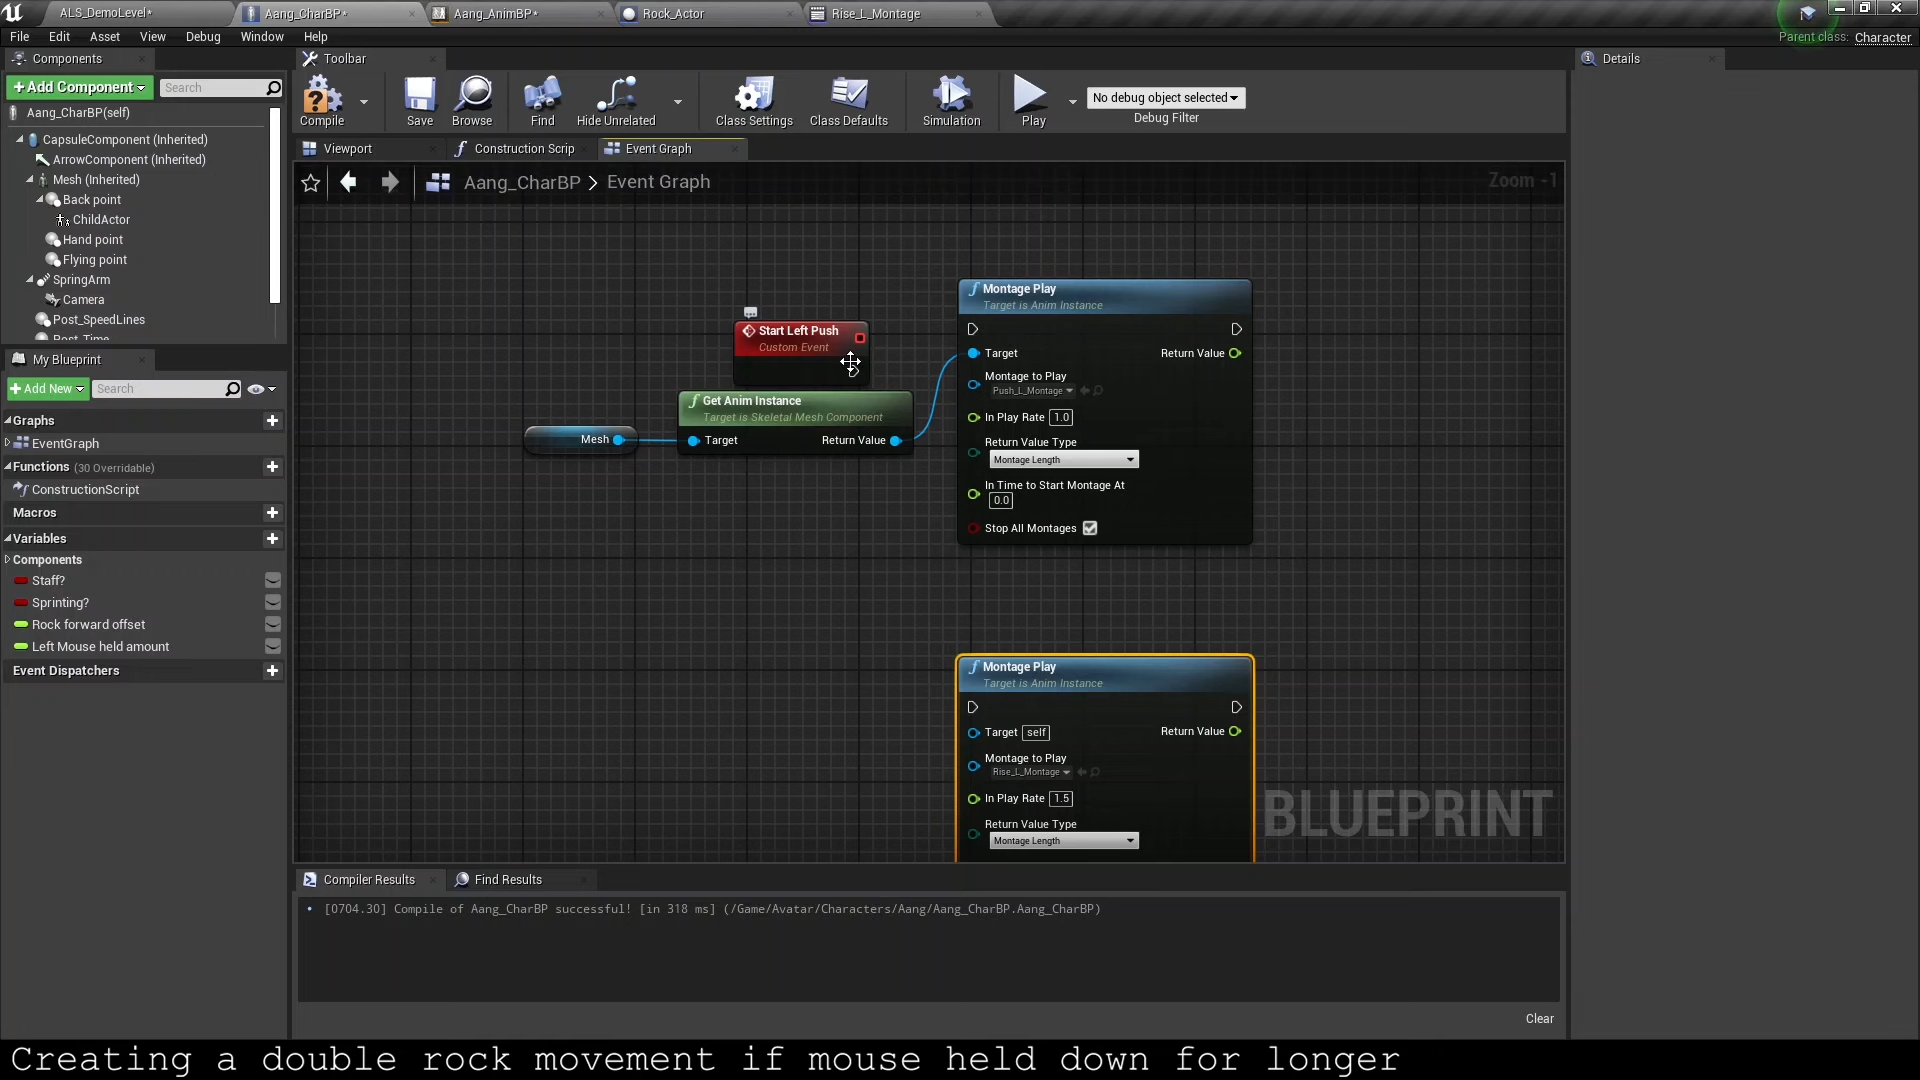 ALS_DemoLevel*
Aang_CharBP*
Aang_AnimBP*
Rock_Actor
Rise_L_Montage
File Edit Asset View Debug Window Help
Parent class: Character
Components
Toolbar
Details
+Add Component
Search
Aang_CharBP(self)
CapsuleComponent (Inherited)
ArrowComponent (Inherited)
Mesh (Inherited)
Back point
ChildActor
Hand point
Flying point
SpringArm
Camera
Post_SpeedLines
Post_Time
Compile
Save
Browse
Find
Hide Unrelated
Class Settings
Class Defaults
Simulation
Play
No debug object selected
Debug Filter
Viewport
Construction Scrip
Event Graph
Aang_CharBP > Event Graph
Zoom -1
My Blueprint
+Add New
Search
Graphs
EventGraph
Functions (30 Overridable)
ConstructionScript
Macros
Variables
Components
Staff?
Sprinting?
Rock forward offset
Left Mouse held amount
Event Dispatchers
Start Left Push
Custom Event
Mesh
Get Anim Instance
Target is Skeletal Mesh Component
Target
Return Value
Montage Play
Target is Anim Instance
Target
Return Value
Montage to Play
Push_L_Montage
In Play Rate 1.0
Return Value Type
Montage Length
In Time to Start Montage At
0.0
Stop All Montages
Montage Play
Target is Anim Instance
Target self
Return Value
Montage to Play
Rise_L_Montage
In Play Rate 1.5
Return Value Type
Montage Length
BLUEPRINT
Compiler Results
Find Results
[0704.30] Compile of Aang_CharBP successful! [in 318 ms] (/Game/Avatar/Characters/Aang/Aang_CharBP.Aang_CharBP)
Clear
Creating a double rock movement if mouse held down for longer